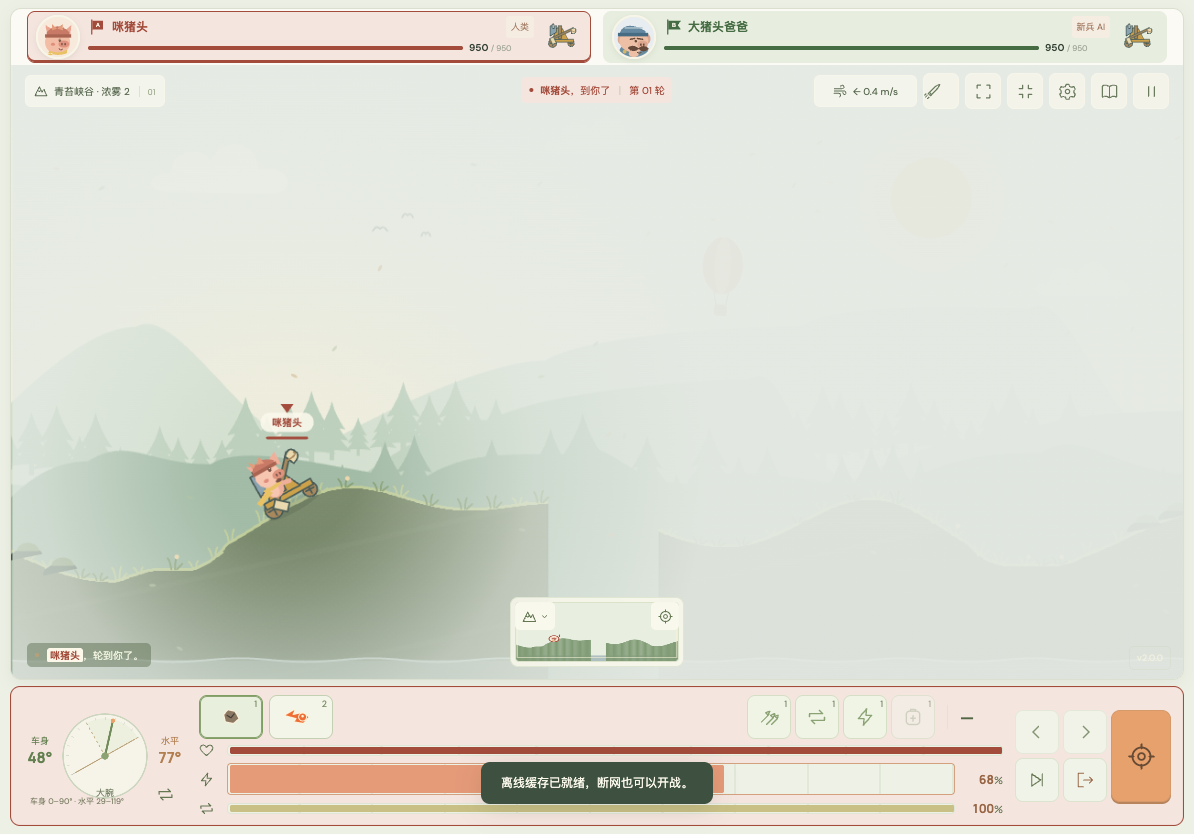 咪猪头
人类
950 / 950
大猪头爸爸
新兵 AI
950 / 950
青苔峡谷 · 浓雾 2 | 01
咪猪头，到你了 | 第 01 轮
← 0.4 m/s
咪猪头
咪猪头，轮到你了。
车身
48°
水平
77°
大腕
车身 0–90° · 水平 29–119°
1
2
1
1
1
1
68%
100%
离线缓存已就绪，断网也可以开战。